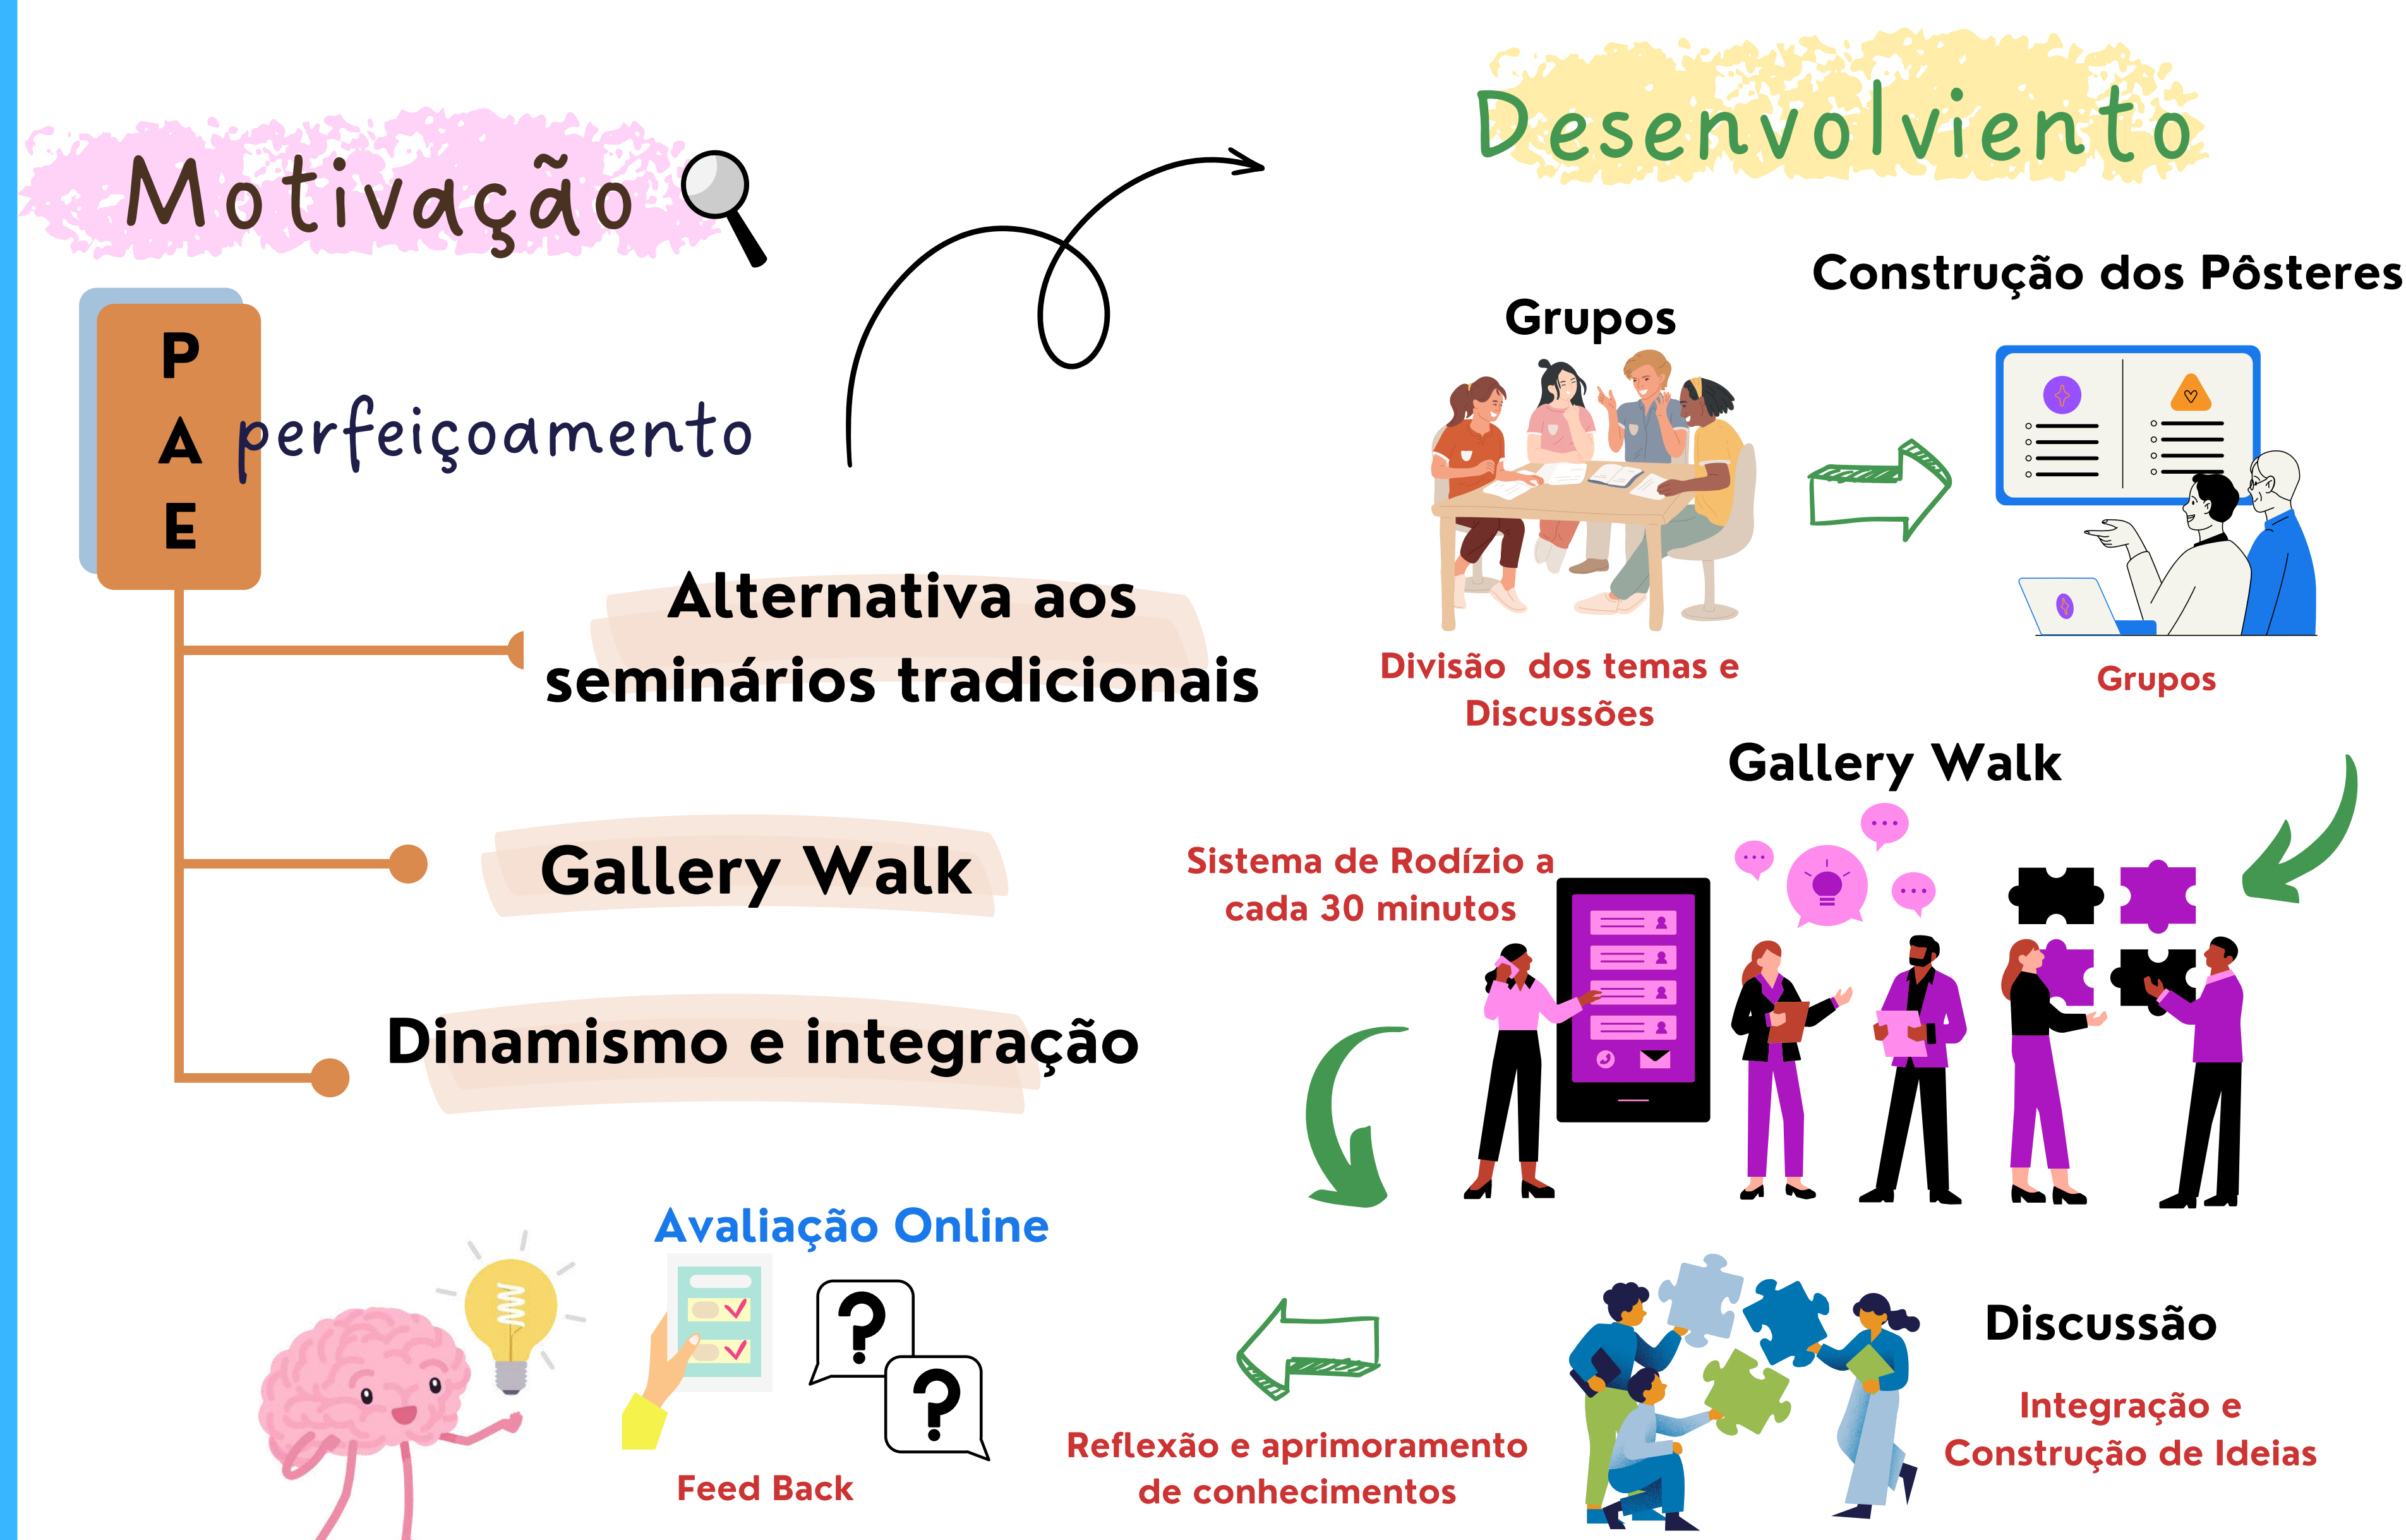 Motivação
P
A
E
perfeiçoamento
Alternativa aos
seminários tradicionais
Gallery Walk
Dinamismo e integração
Desenvolviento
Grupos
Divisão dos temas e
Discussões
Construção dos Pôsteres
Grupos
Gallery Walk
Sistema de Rodízio a
cada 30 minutos
Discussão
Integração e
Construção de Ideias
Reflexão e aprimoramento
de conhecimentos
Avaliação Online
?
?
Feed Back